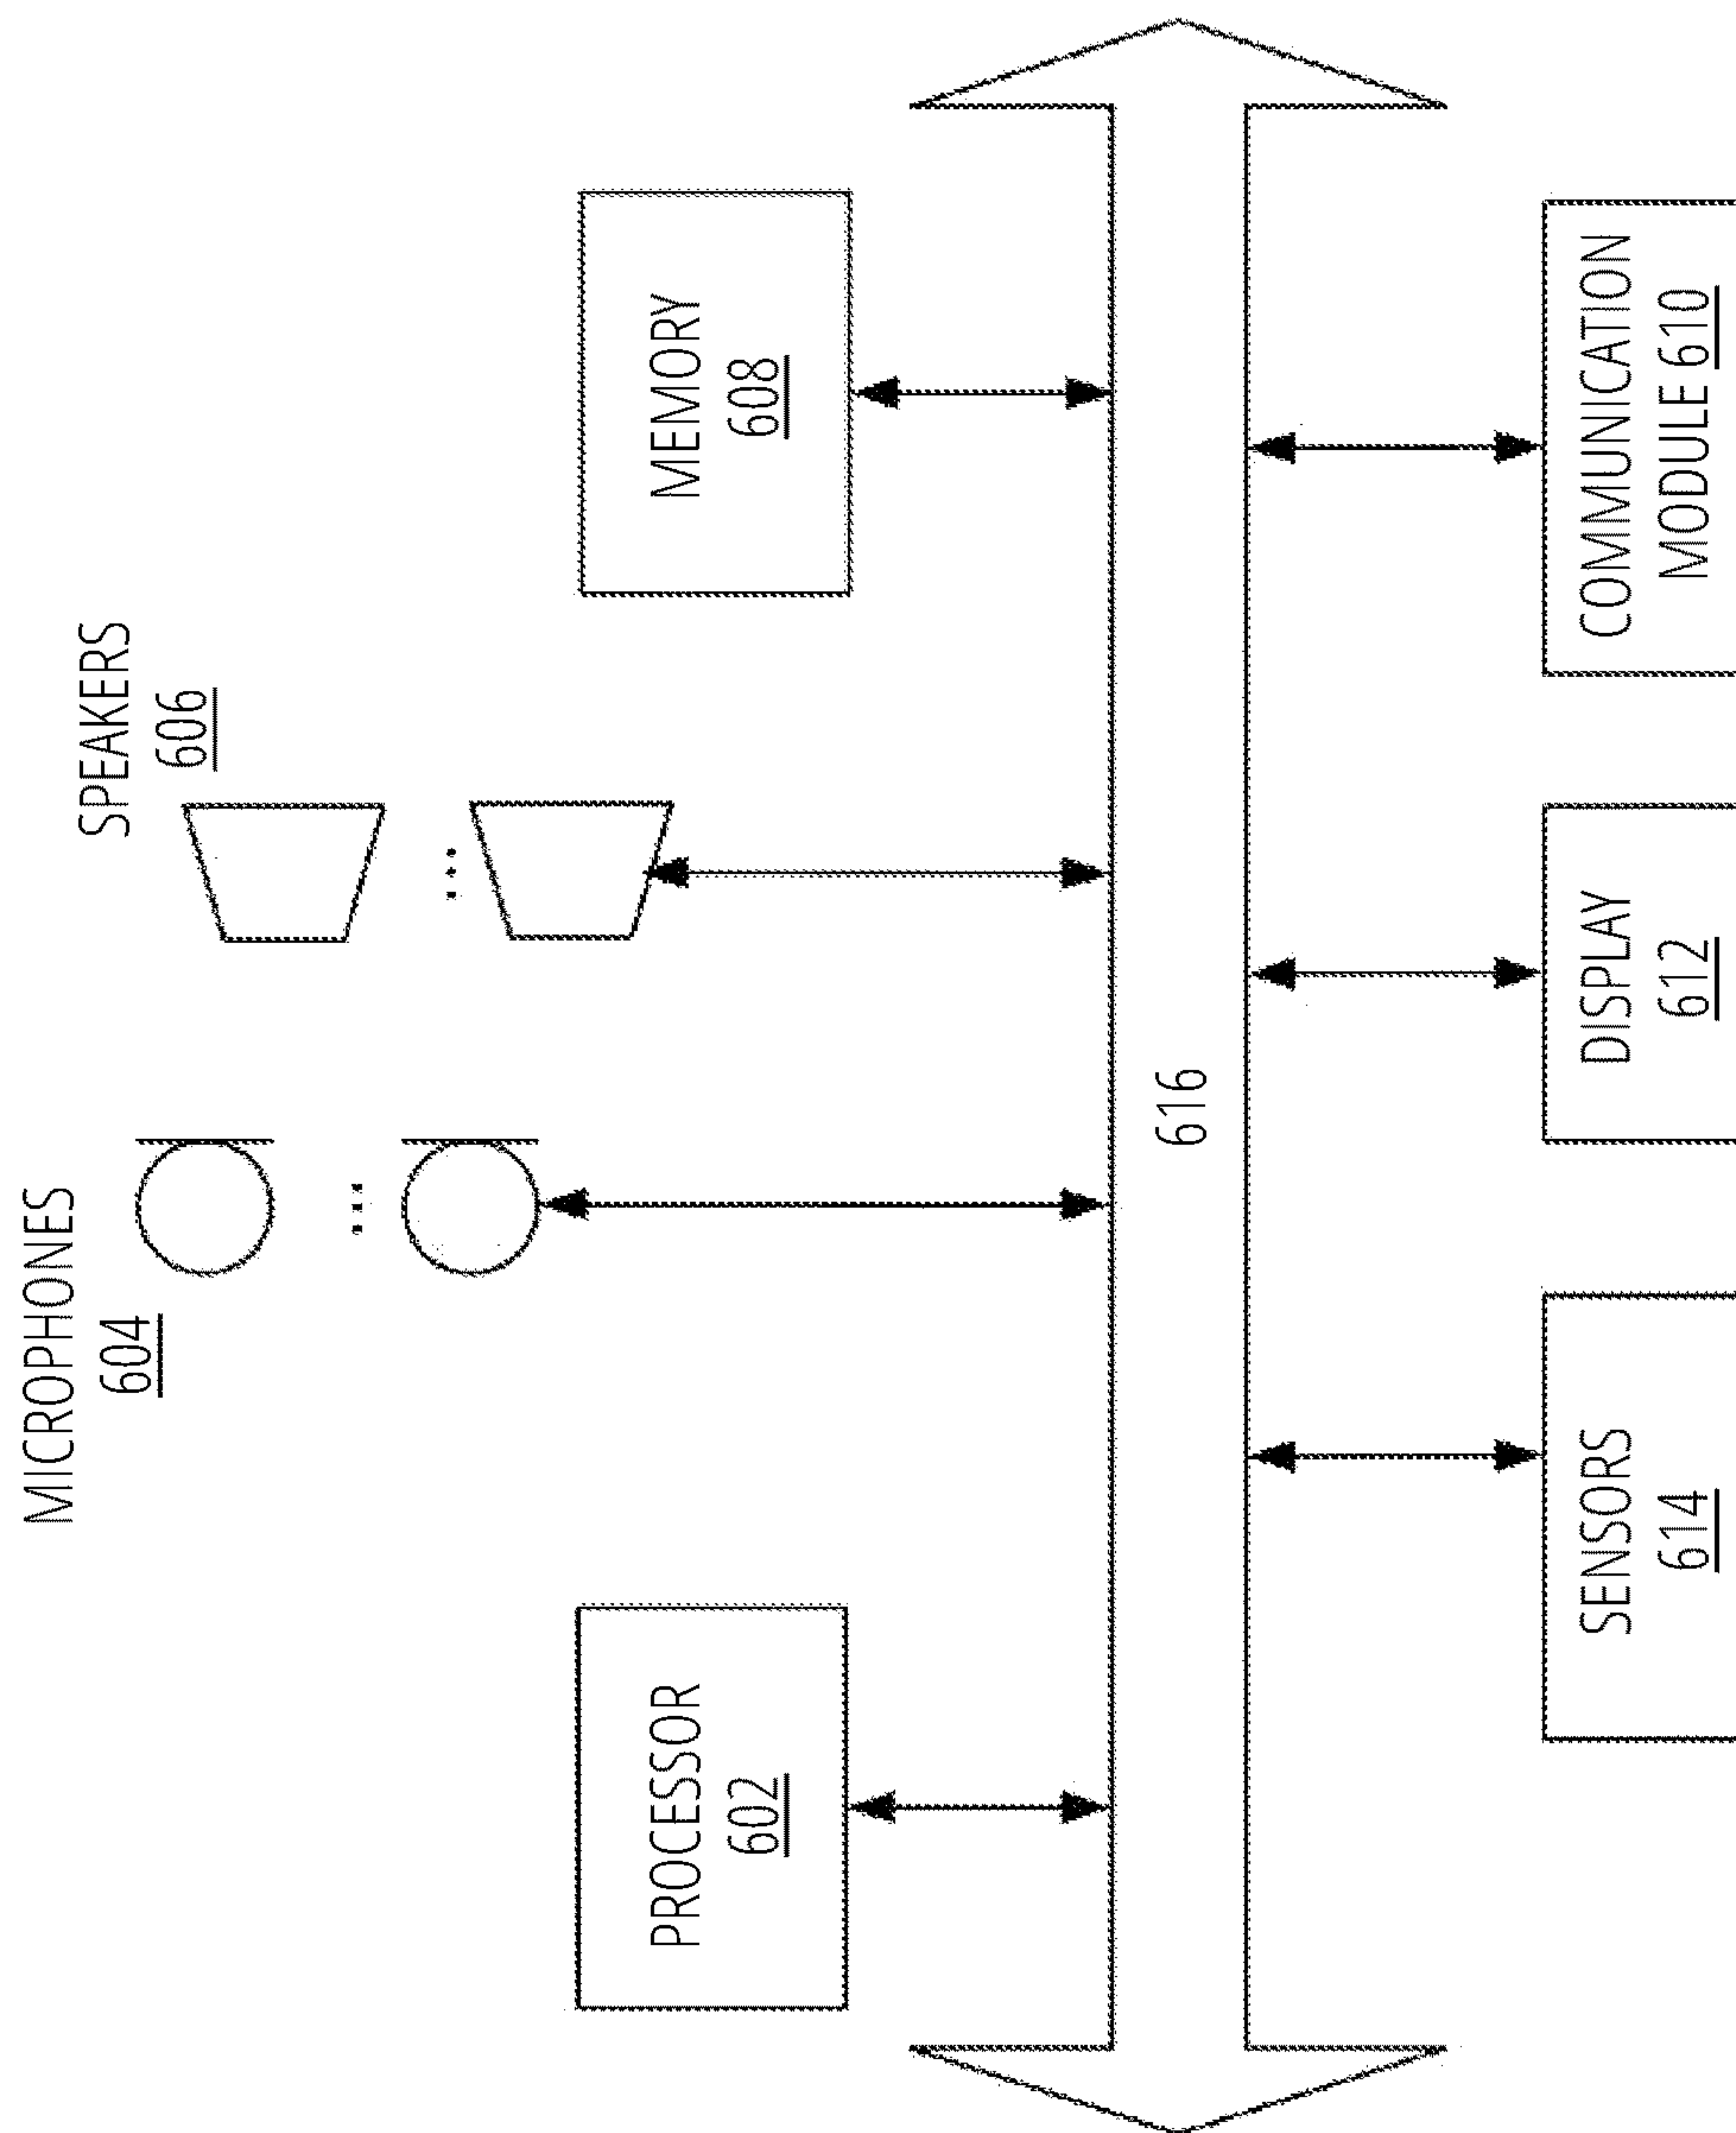 MICROPHONES
604
SPEAKERS
606
PROCESSOR
602
MEMORY
608
616
SENSORS
614
DISPLAY
612
COMMUNICATION
MODULE 610